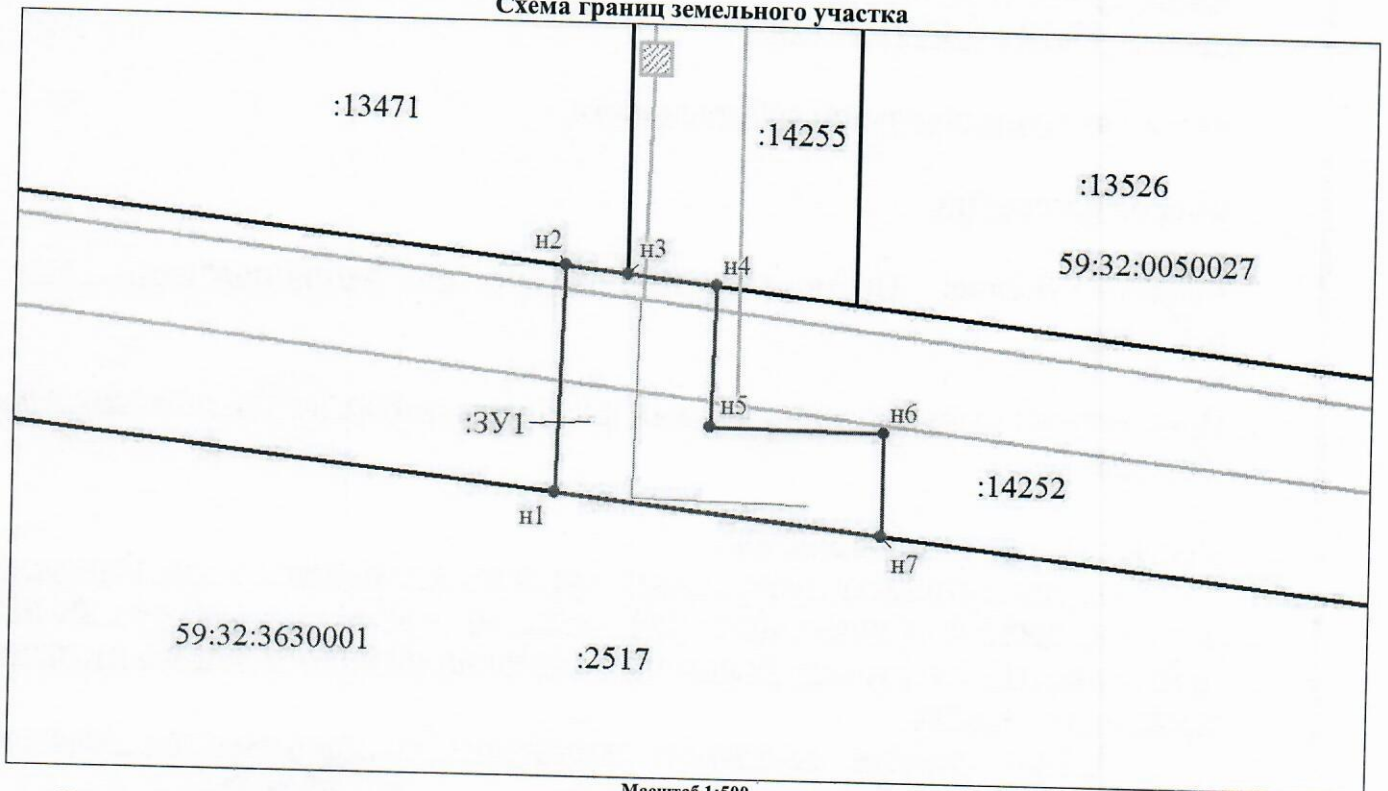 Схема границ земельного участка
:13471
:14255
:13526
59:32:0050027
н2
н3
н4
н5
н6
:ЗУ1
:14252
н1
н7
59:32:3630001
:2517
Масштаб 1:500